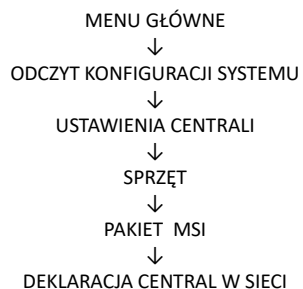 MENU GŁÓWNE
↓
ODCZYT KONFIGURACJI SYSTEMU
↓
USTAWIENIA CENTRALI
↓
SPRZĘT
↓
PAKIET MSI
↓
DEKLARACJA CENTRAL W SIECI